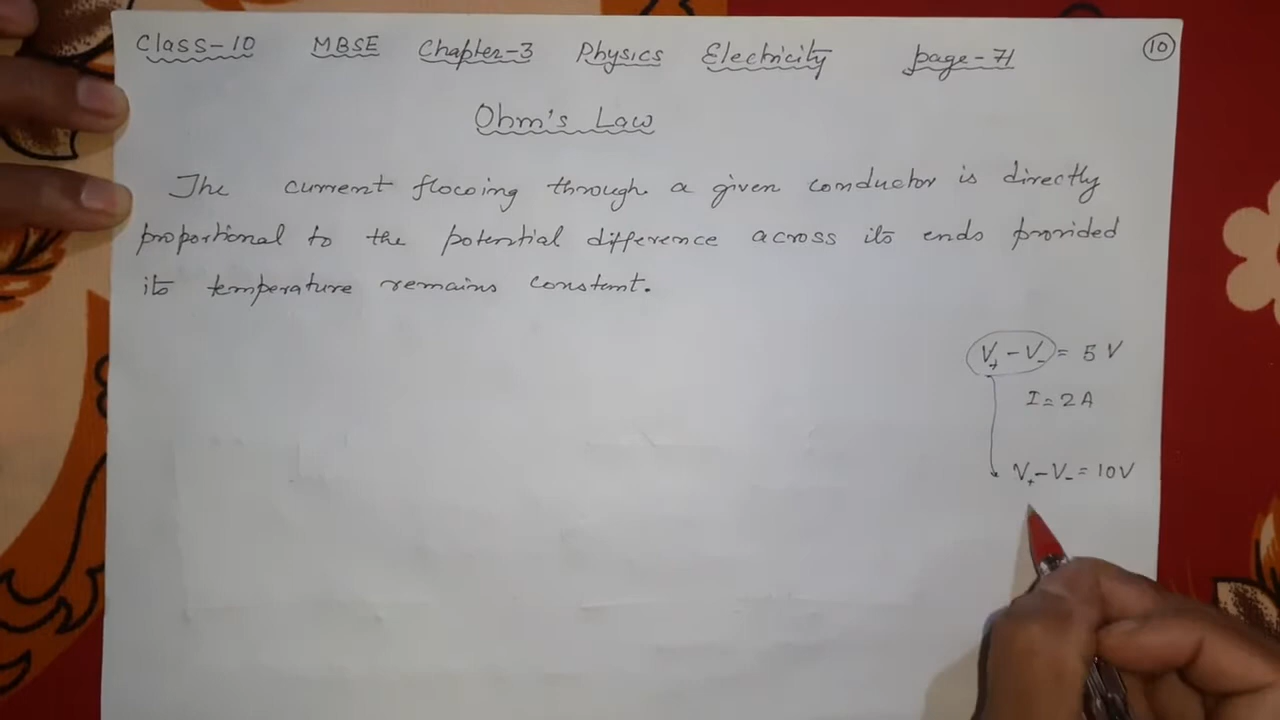 Class-10 MBSE Chapter-3 Physics Electricity page-71 10
Ohm's Law
The current flowing through a given conductor is directly
proportional to the potential difference across its ends provided
its temperature remains constant.
V₊ - V₋ = 5 V
I = 2 A
V₊ - V₋ = 10V